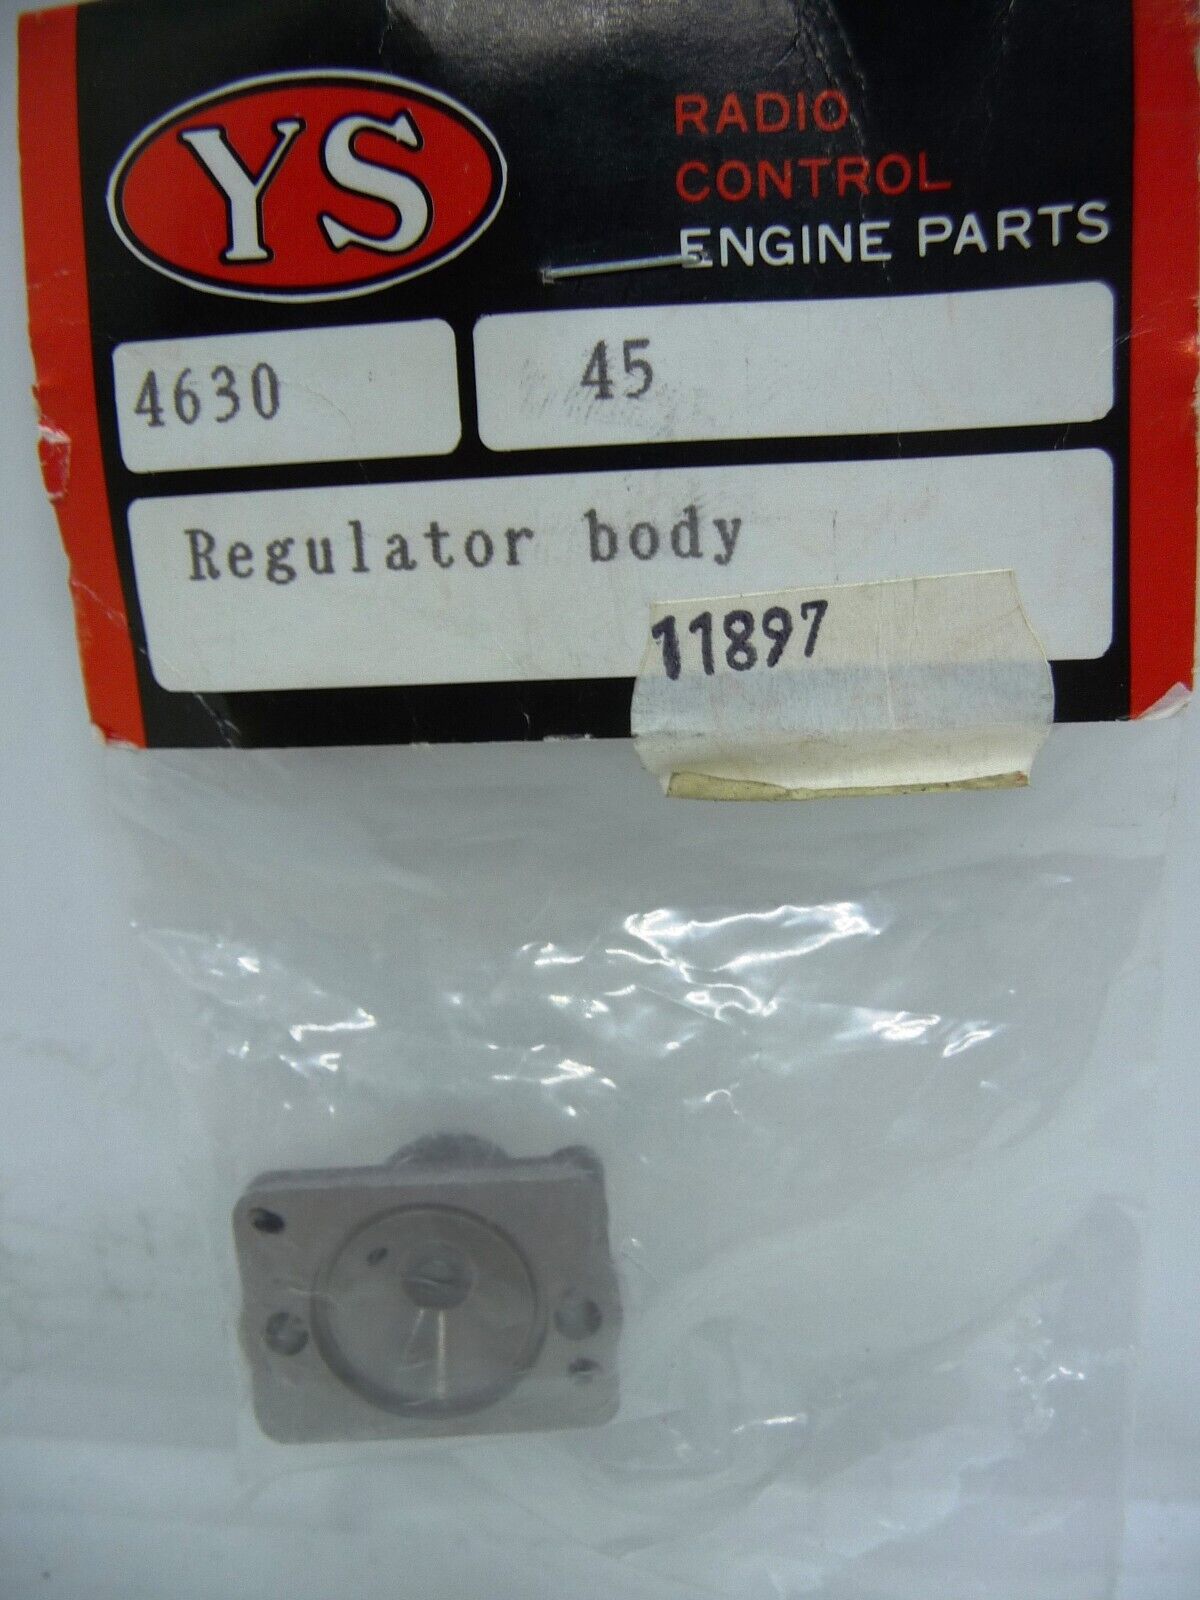 YS
RADIO
CONTROL
ENGINE PARTS
4630
45
Regulator body
11897